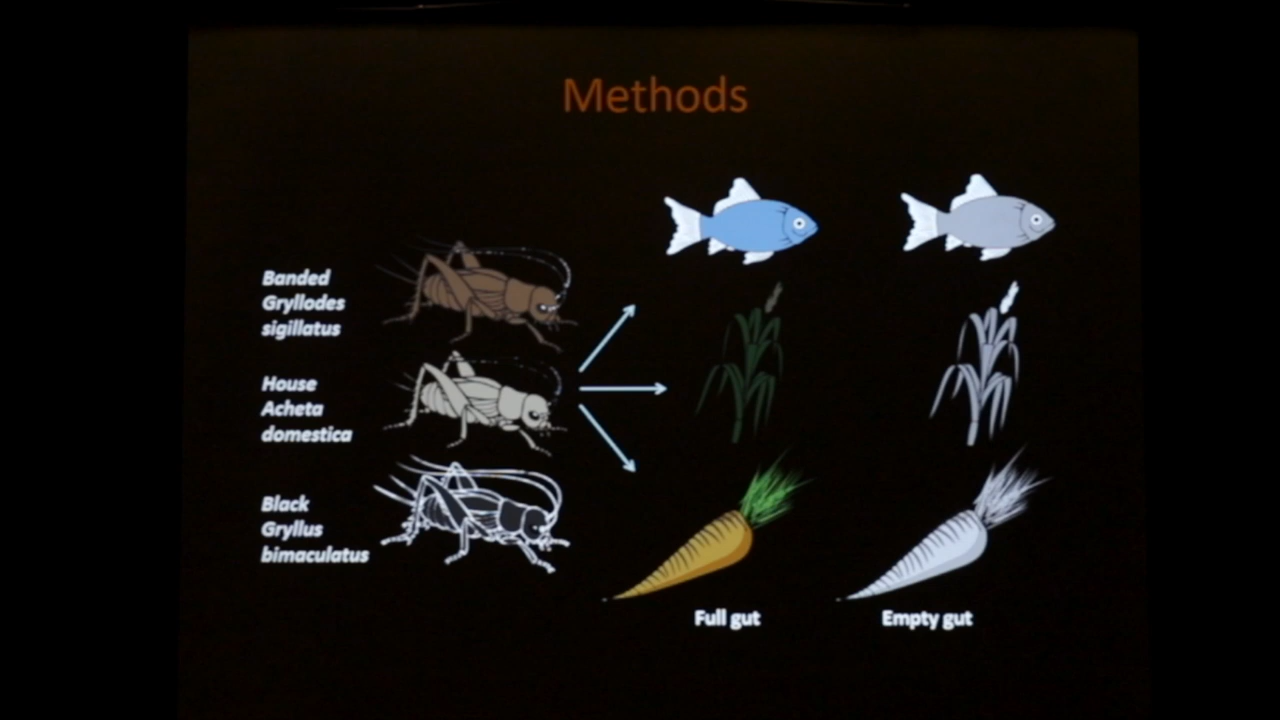 Methods
Banded
Gryllodes
sigillatus
House
Acheta
domestica
Black
Gryllus
bimaculatus
Full gut
Empty gut